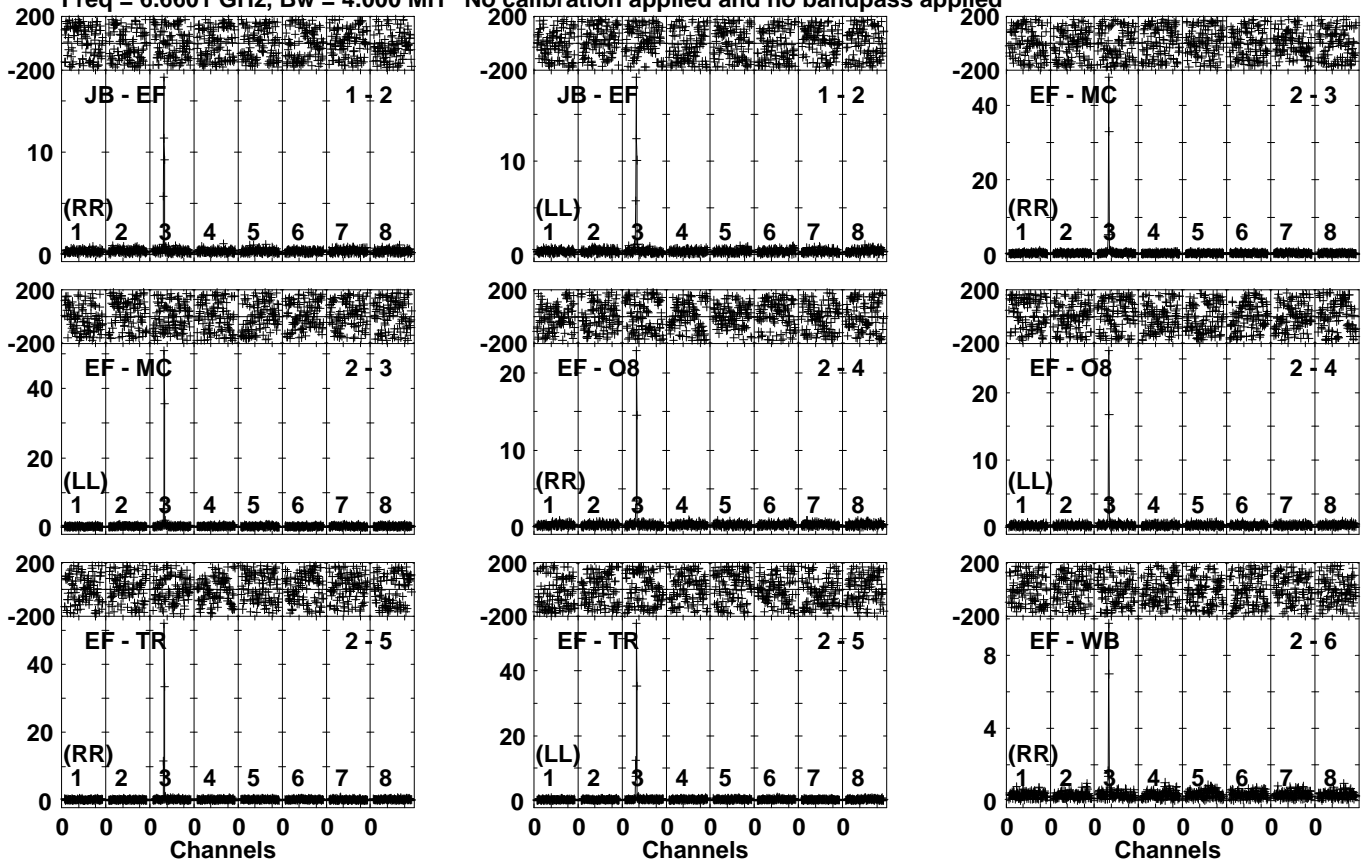 Freq = 6.6601 GHz, Bw = 4.000 MH No calibration applied and no bandpass applied
200 200 200
-200 -200 -200
JB - EF 1 - 2 JB - EF 1 - 2 EF - MC 2 - 3
40
10 10
20
(RR) (LL) (RR)
1 2 3 4 5 6 7 8 1 2 3 4 5 6 7 8 1 2 3 4 5 6 7 8
0 0 0
200 200 200
-200 -200 -200
EF - MC 2 - 3 EF - O8 2 - 4 EF - O8 2 - 4
40 20 20
20 10 10
(LL) (RR) (LL)
1 2 3 4 5 6 7 8 1 2 3 4 5 6 7 8 1 2 3 4 5 6 7 8
0 0 0
200 200 200
-200 -200 -200
EF - TR 2 - 5 EF - TR 2 - 5 EF - WB 2 - 6
40 40 8
20 20 4
(RR) (LL) (RR)
1 2 3 4 5 6 7 8 1 2 3 4 5 6 7 8 1 2 3 4 5 6 7 8
0 0 0
0 0 0 0 0 0 0 0 0 0 0 0 0 0 0 0 0 0 0 0 0 0 0 0
Channels Channels Channels